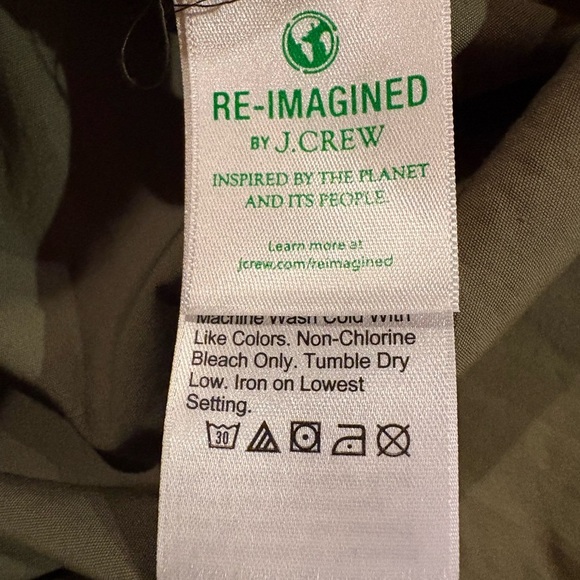 RE-IMAGINED
BY J.CREW
INSPIRED BY THE PLANET
AND ITS PEOPLE.
Learn more at
jcrew.com/reimagined
Machine Wash Cold With
Like Colors. Non-Chlorine
Bleach Only. Tumble Dry
Low. Iron on Lowest
Setting.
30